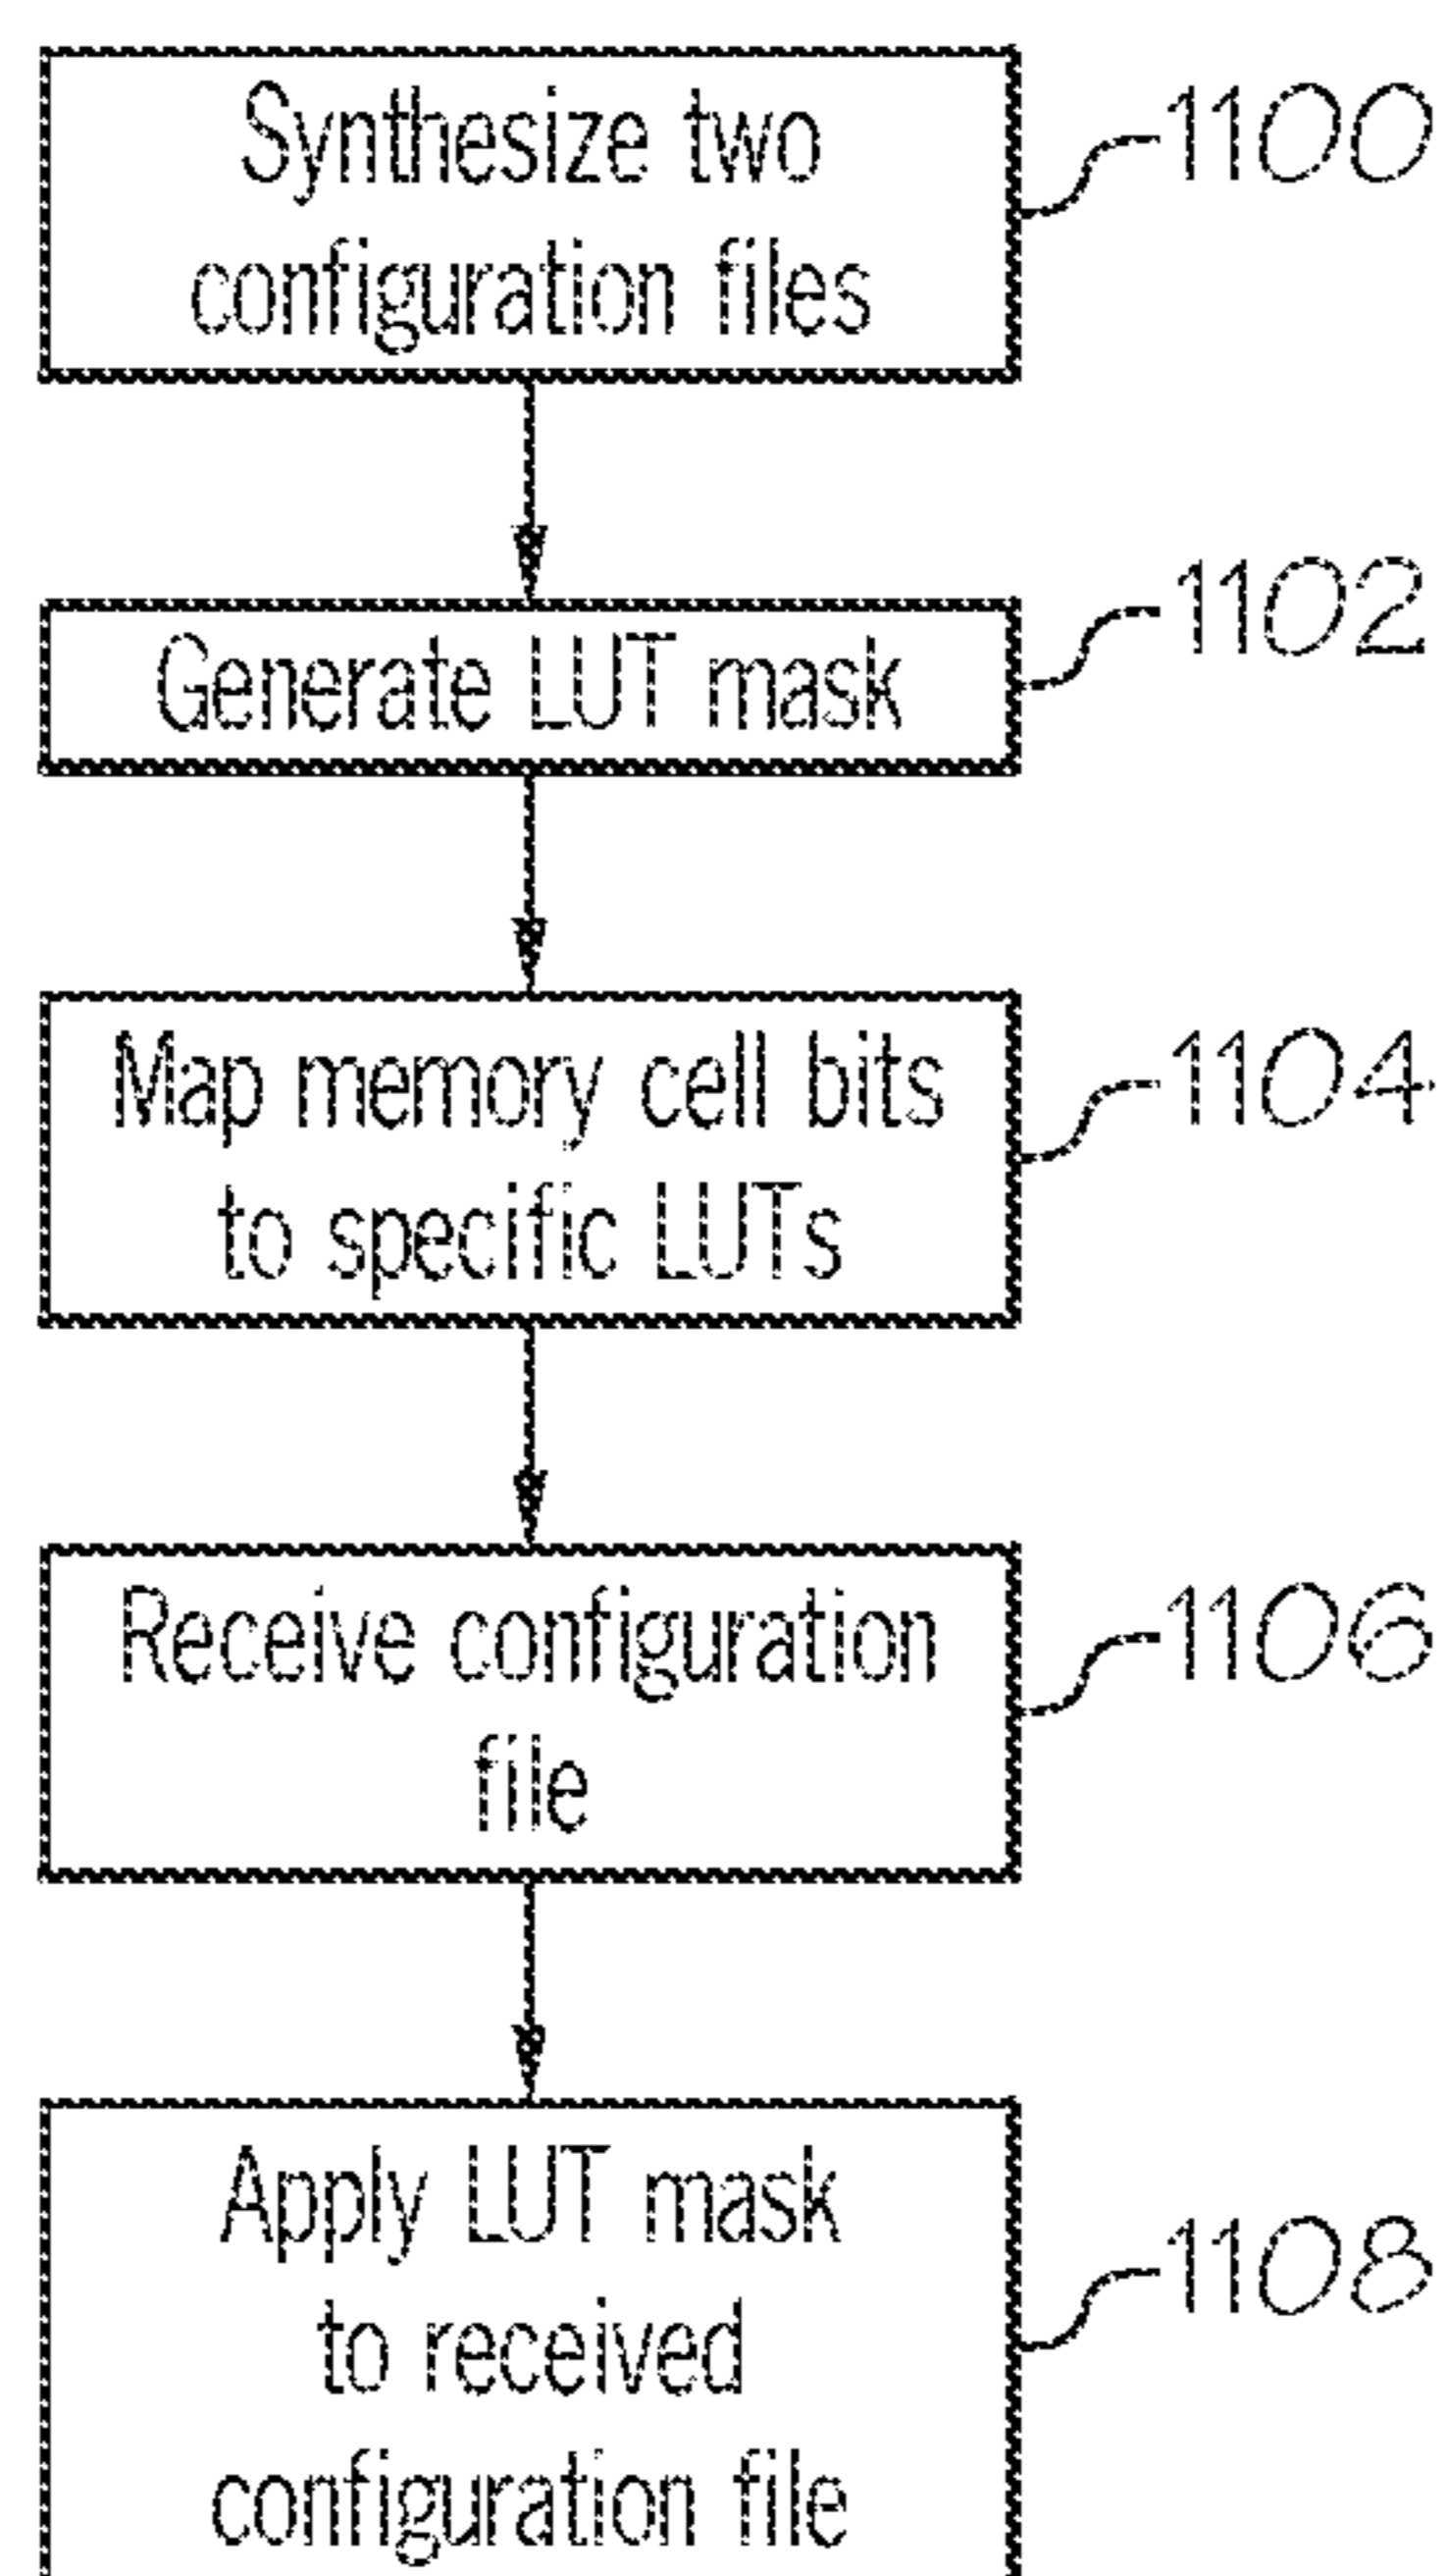 Synthesize two
configuration files
1100
Generate LUT mask
1102
Map memory cell bits
to specific LUTs
1104
Receive configuration
file
1106
Apply LUT mask
to received
configuration file
1108